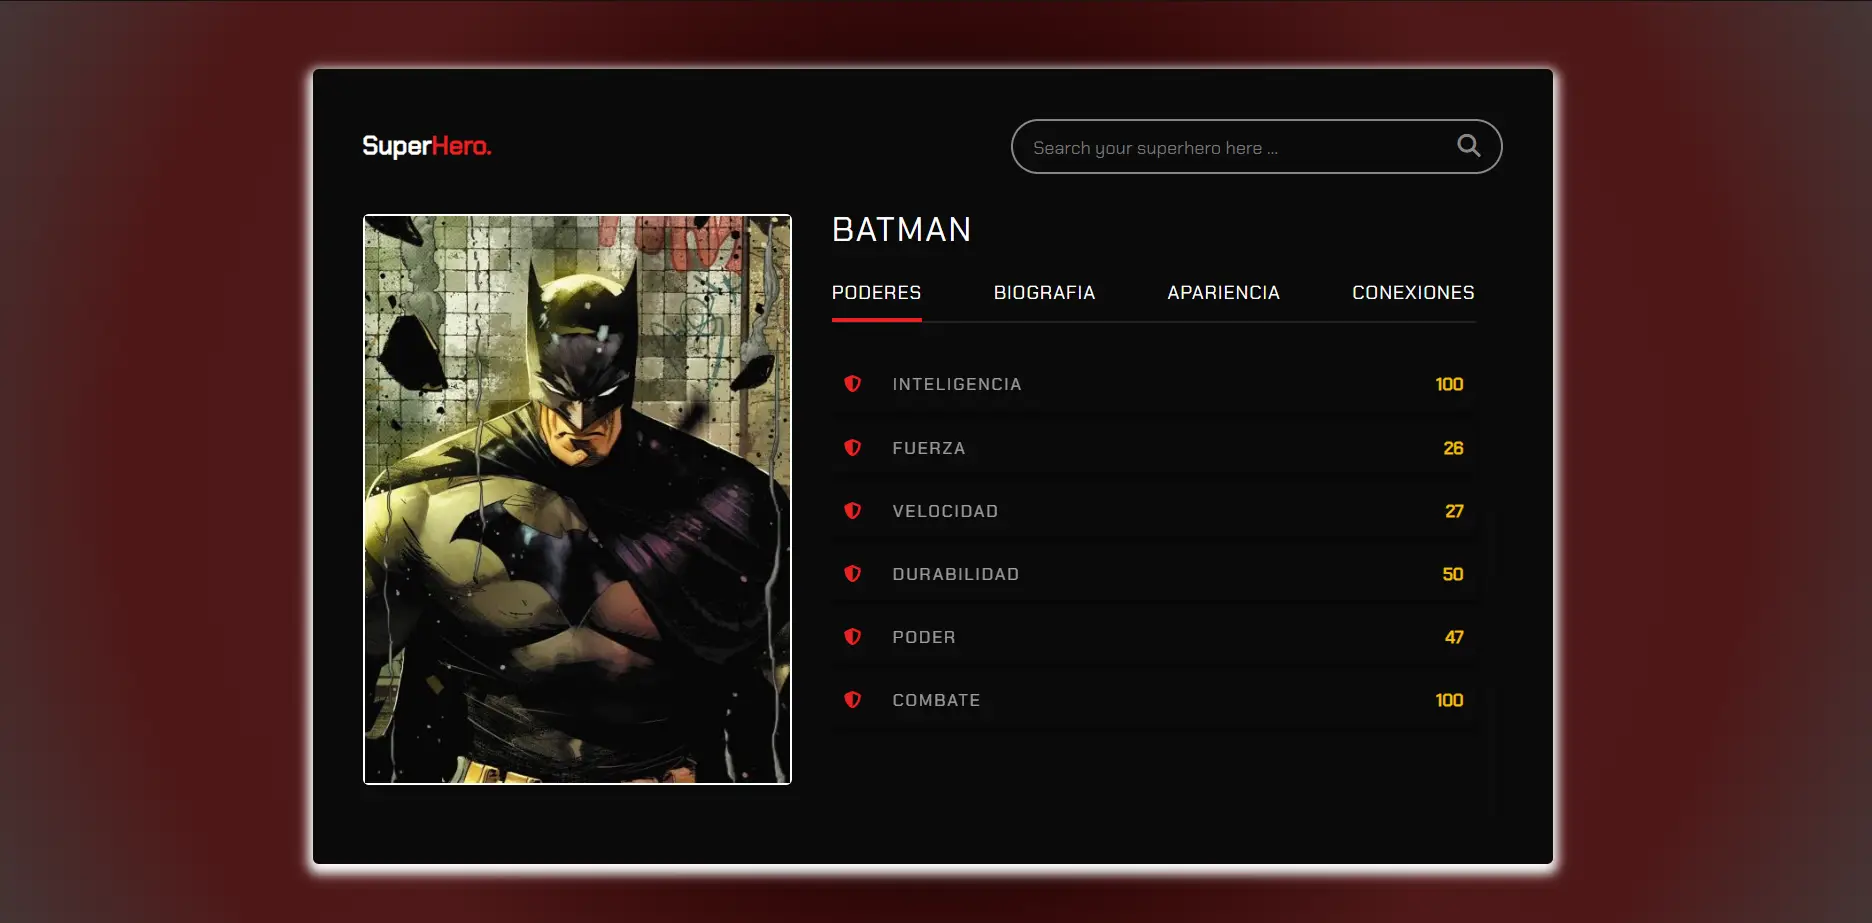 SuperHero.
Search your superhero here ...
BATMAN
PODERES BIOGRAFIA APARIENCIA CONEXIONES
INTELIGENCIA 100
FUERZA 26
VELOCIDAD 27
DURABILIDAD 50
PODER 47
COMBATE 100